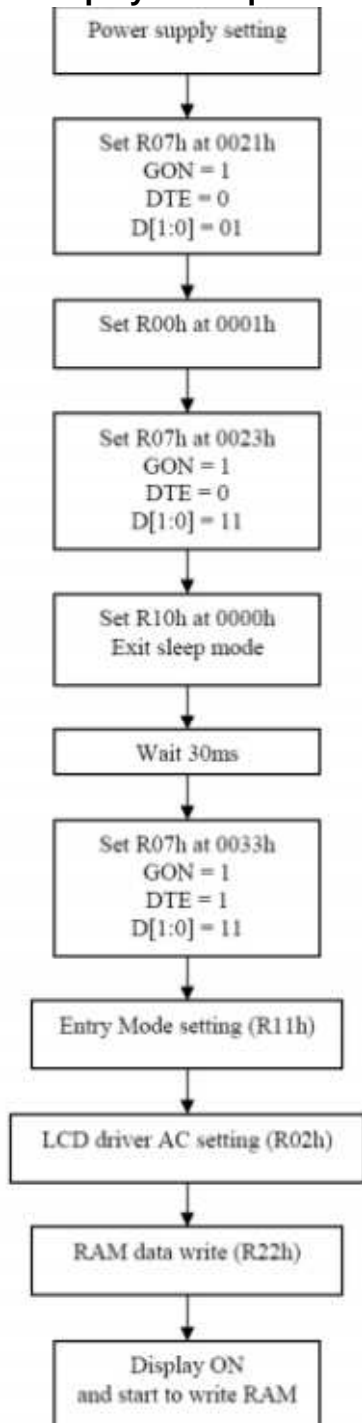 Power supply setting
Set R07h at 0021h
GON = 1
DTE = 0
D[1:0] = 01
Set R00h at 0001h
Set R07h at 0023h
GON = 1
DTE = 0
D[1:0] = 11
Set R10h at 0000h
Exit sleep mode
Wait 30ms
Set R07h at 0033h
GON = 1
DTE = 1
D[1:0] = 11
Entry Mode setting (R11h)
LCD driver AC setting (R02h)
RAM data write (R22h)
Display ON
and start to write RAM